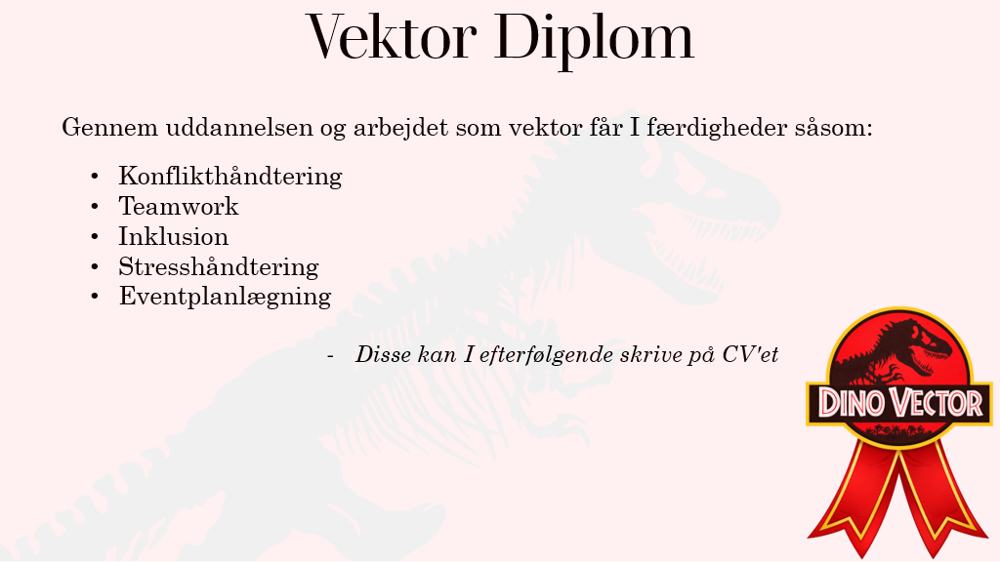 Vektor Diplom
Gennem uddannelsen og arbejdet som vektor får I færdigheder såsom:
• Konflikthåndtering
• Teamwork
• Inklusion
• Stresshåndtering
• Eventplanlægning
- Disse kan I efterfølgende skrive på CV'et
DINO VECTOR